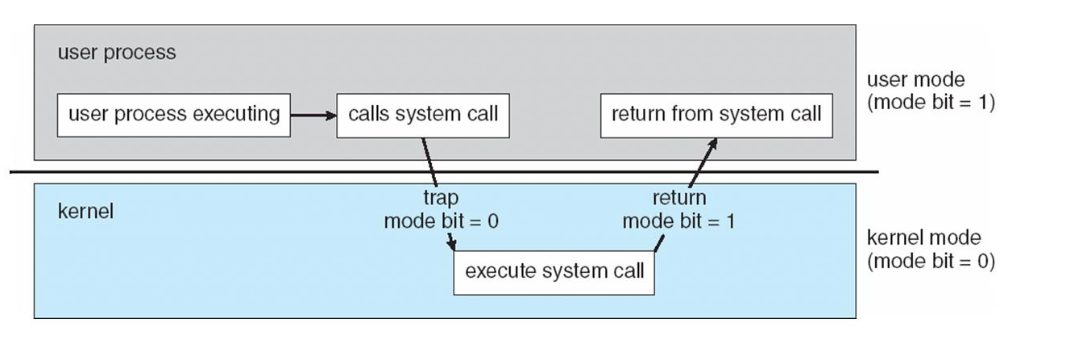 user process
user process executing
calls system call
return from system call
user mode
(mode bit = 1)
kernel
trap
mode bit = 0
return
mode bit = 1
execute system call
kernel mode
(mode bit = 0)